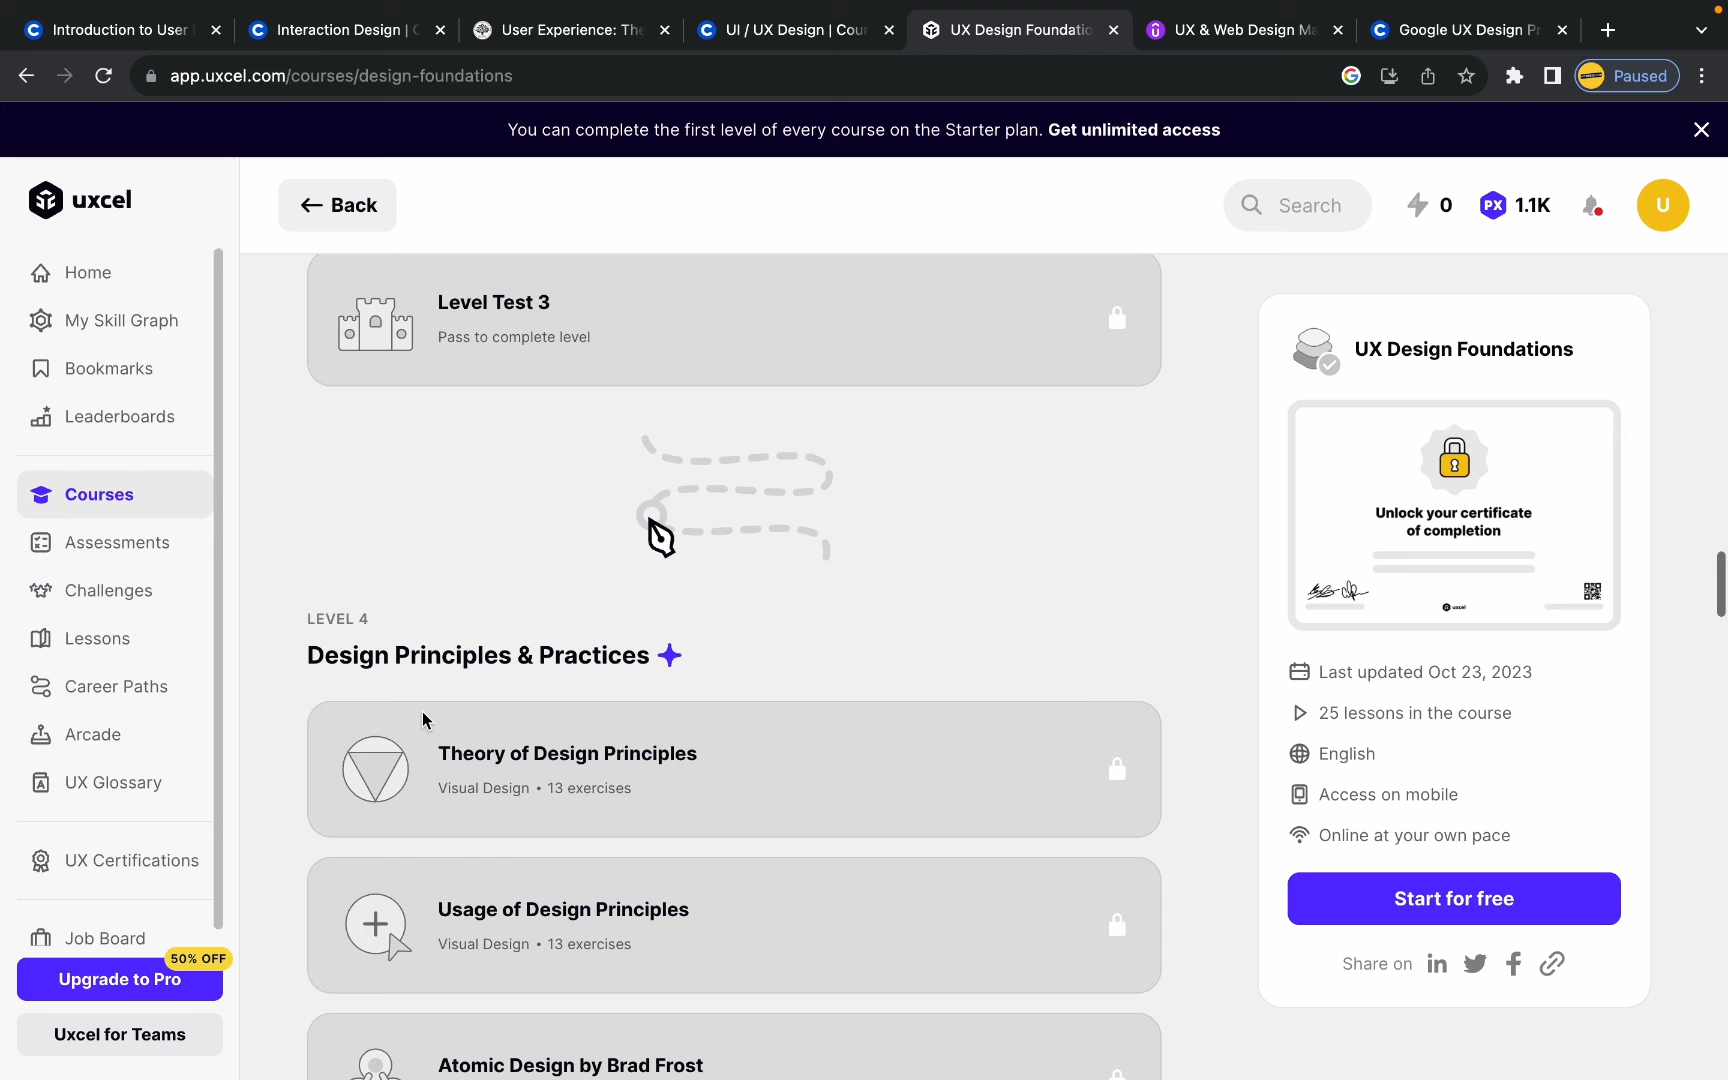 Introduction to User
Interaction Design | C
User Experience: The
UI / UX Design | Cour
UX Design Foundatio
UX & Web Design Ma
Google UX Design Pr
app.uxcel.com/courses/design-foundations
Paused
You can complete the first level of every course on the Starter plan. Get unlimited access
uxcel
Back
Search
0
PX 1.1K
U
Home
My Skill Graph
Bookmarks
Leaderboards
Courses
Assessments
Challenges
Lessons
Career Paths
Arcade
UX Glossary
UX Certifications
Job Board
50% OFF
Upgrade to Pro
Uxcel for Teams
Level Test 3
Pass to complete level
LEVEL 4
Design Principles & Practices
Theory of Design Principles
Visual Design • 13 exercises
Usage of Design Principles
Visual Design • 13 exercises
Atomic Design by Brad Frost
UX Design Foundations
Unlock your certificate
of completion
uxcel
Last updated Oct 23, 2023
25 lessons in the course
English
Access on mobile
Online at your own pace
Start for free
Share on